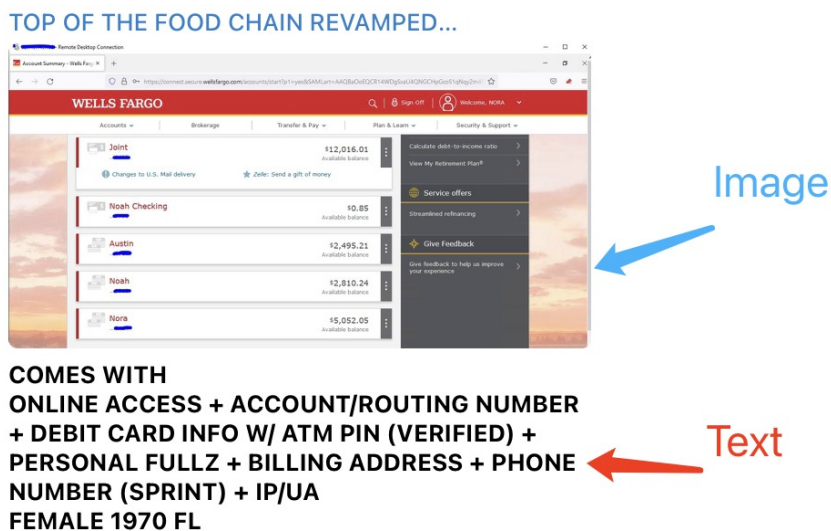 TOP OF THE FOOD CHAIN REVAMPED...
Remote Desktop Connection
Account Summary - Wells Farg
WELLS FARGO
Sign Off
Welcome, NORA
Accounts
Brokerage
Transfer & Pay
Plan & Learn
Security & Support
Joint
$12,016.01
Available balance
Changes to U.S. Mail delivery
Zelle: Send a gift of money
Noah Checking
$0.85
Available balance
Austin
$2,495.21
Available balance
Noah
$2,810.24
Available balance
Nora
$5,052.05
Available balance
Calculate debt-to-income ratio
View My Retirement Plan®
Service offers
Streamlined refinancing
Give Feedback
Give feedback to help us improve
your experience
Image
COMES WITH
ONLINE ACCESS + ACCOUNT/ROUTING NUMBER
+ DEBIT CARD INFO W/ ATM PIN (VERIFIED) +
PERSONAL FULLZ + BILLING ADDRESS + PHONE
NUMBER (SPRINT) + IP/UA
FEMALE 1970 FL
Text